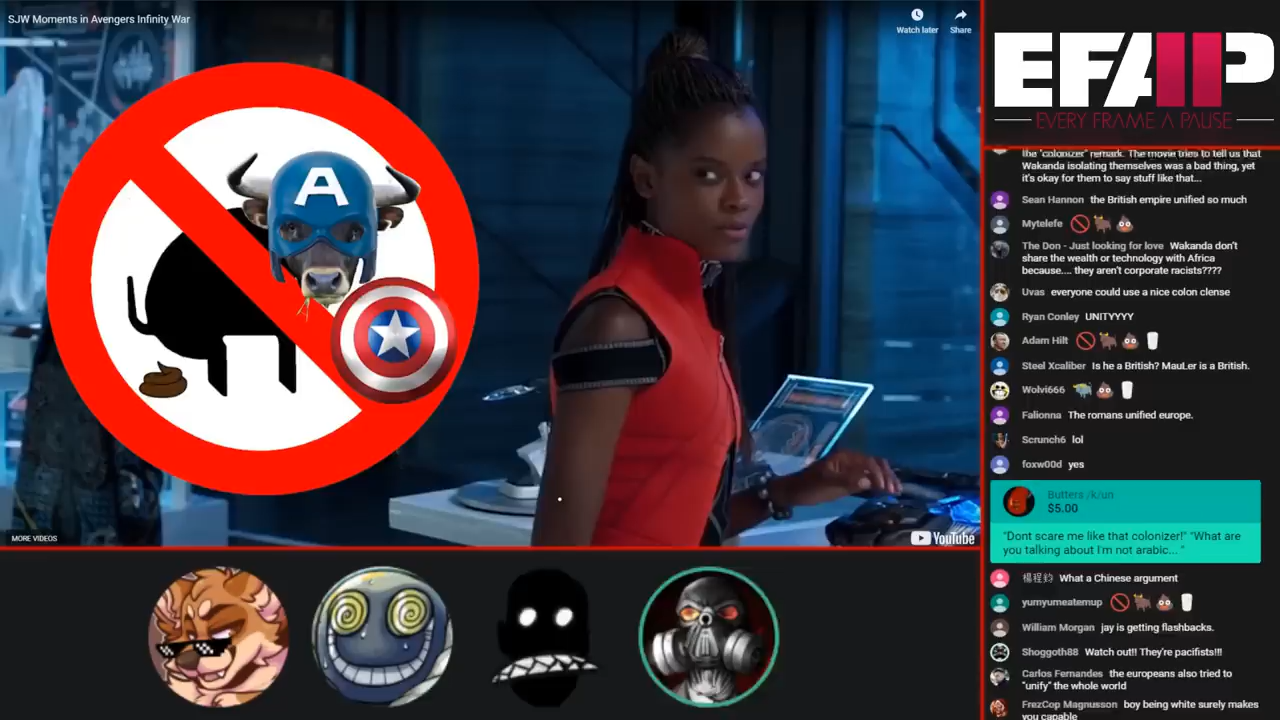 SJW Moments in Avengers Infinity War
Watch later
Share
A
MORE VIDEOS
YouTube
EFAP
EVERY FRAME A PAUSE
the "colonizer" remark. The movie tries to tell us that
Wakanda isolating themselves was a bad thing, yet
it's okay for them to say stuff like that...
Sean Hannon the British empire unified so much
Mytelefe 🚫🐂💩
The Don - Just looking for love Wakanda don't
share the wealth or technology with Africa
because.... they aren't corporate racists????
Uvas everyone could use a nice colon clense
Ryan Conley UNITYYYY
Adam Hilt 🚫🐂💩🥛
Steel Xcaliber Is he a British? MauLer is a British.
Wolvi666 🐃💩🥛
Falionna The romans unified europe.
Scrunch6 lol
foxw00d yes
Butters /k/un
$5.00
"Dont scare me like that colonizer!" "What are
you talking about I'm not arabic... "
楊程鈞 What a Chinese argument
yumyumeatemup 🚫🐂💩🥛
William Morgan jay is getting flashbacks.
Shoggoth88 Watch out!! They're pacifists!!!
Carlos Fernandes the europeans also tried to
"unify" the whole world
FrezCop Magnusson boy being white surely makes
you capable